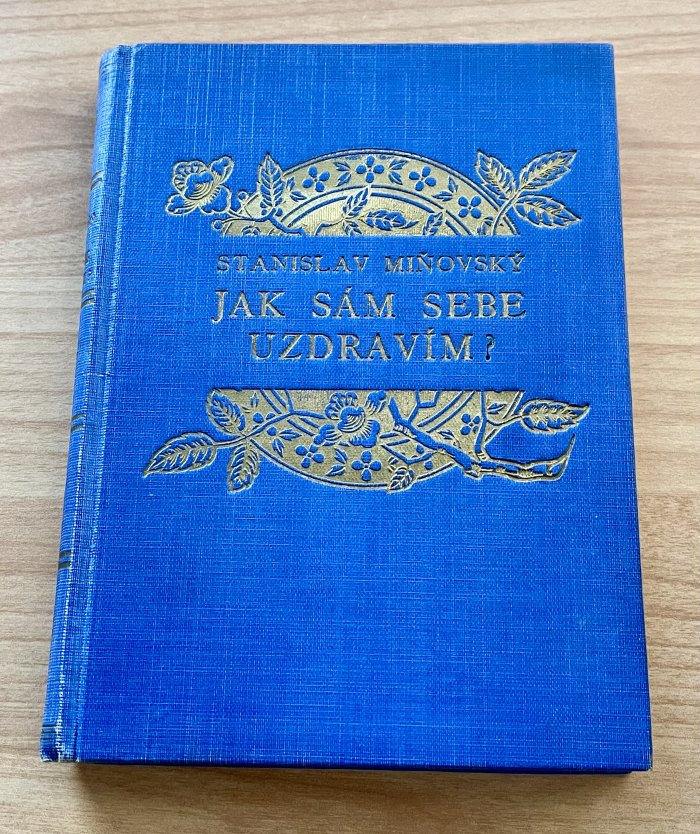 STANISLAV MIŇOVSKÝ
JAK SÁM SEBE
UZDRAVÍM?